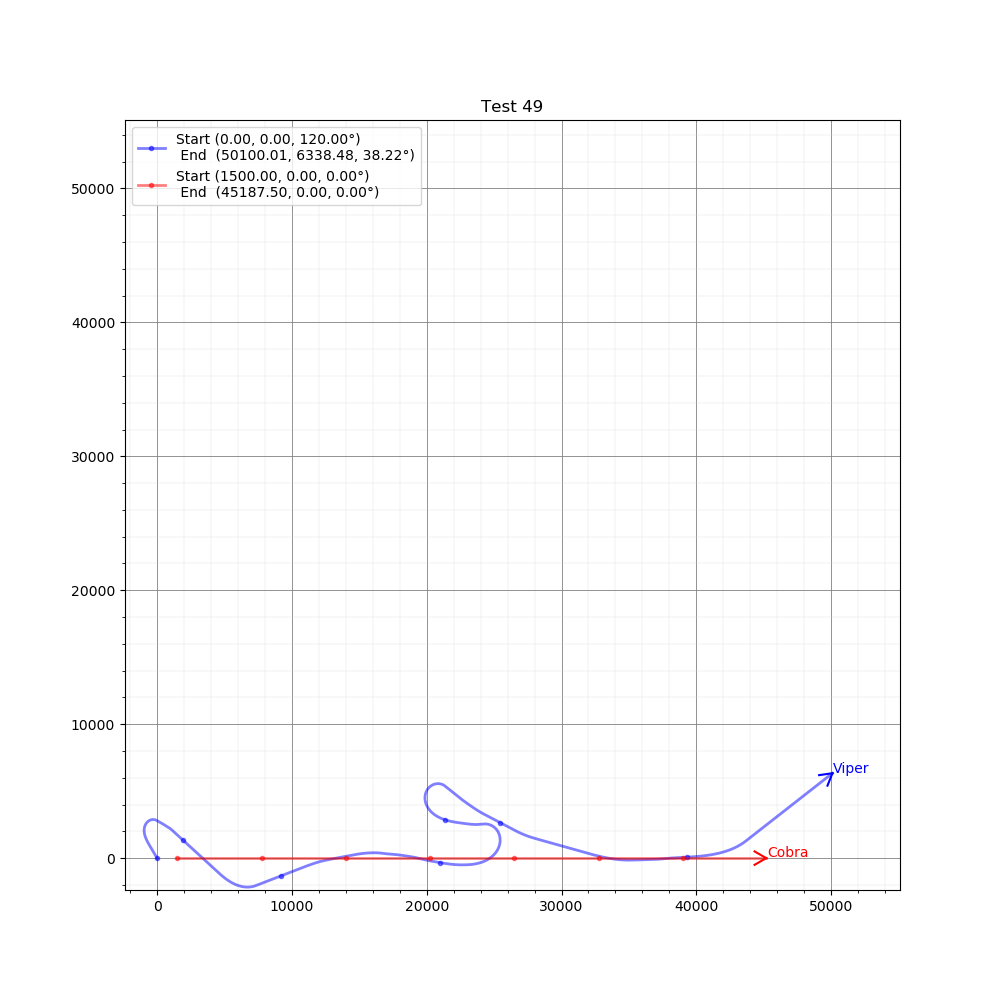 Test 49
Start (0.00, 0.00, 120.00°)
End  (50100.01, 6338.48, 38.22°)
Start (1500.00, 0.00, 0.00°)
End  (45187.50, 0.00, 0.00°)
50000
40000
30000
20000
10000
0
Viper
Cobra
0
10000
20000
30000
40000
50000